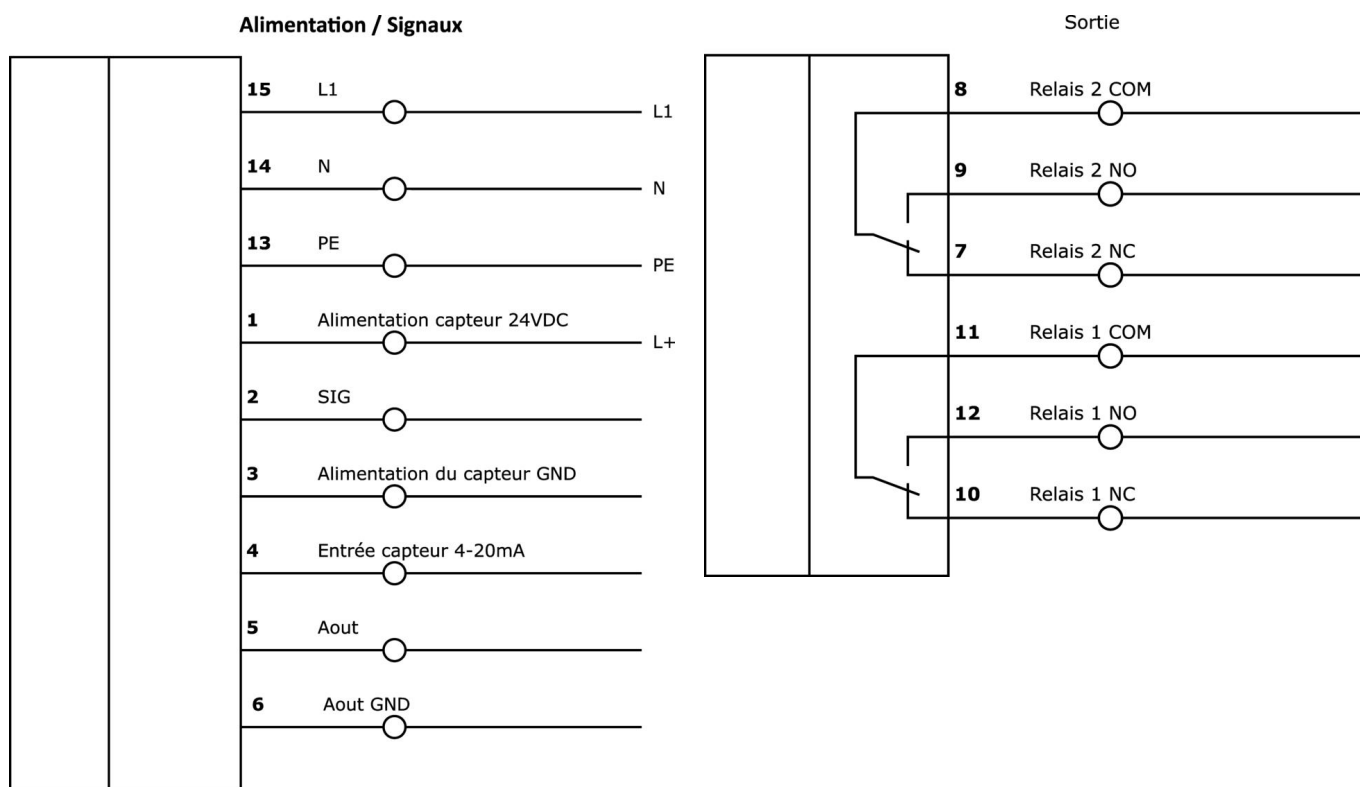 Alimentation / Signaux
15 L1
L1
14 N
N
13 PE
PE
1 Alimentation capteur 24VDC
L+
2 SIG
3 Alimentation du capteur GND
4 Entrée capteur 4-20mA
5 Aout
6 Aout GND
Sortie
8 Relais 2 COM
9 Relais 2 NO
7 Relais 2 NC
11 Relais 1 COM
12 Relais 1 NO
10 Relais 1 NC